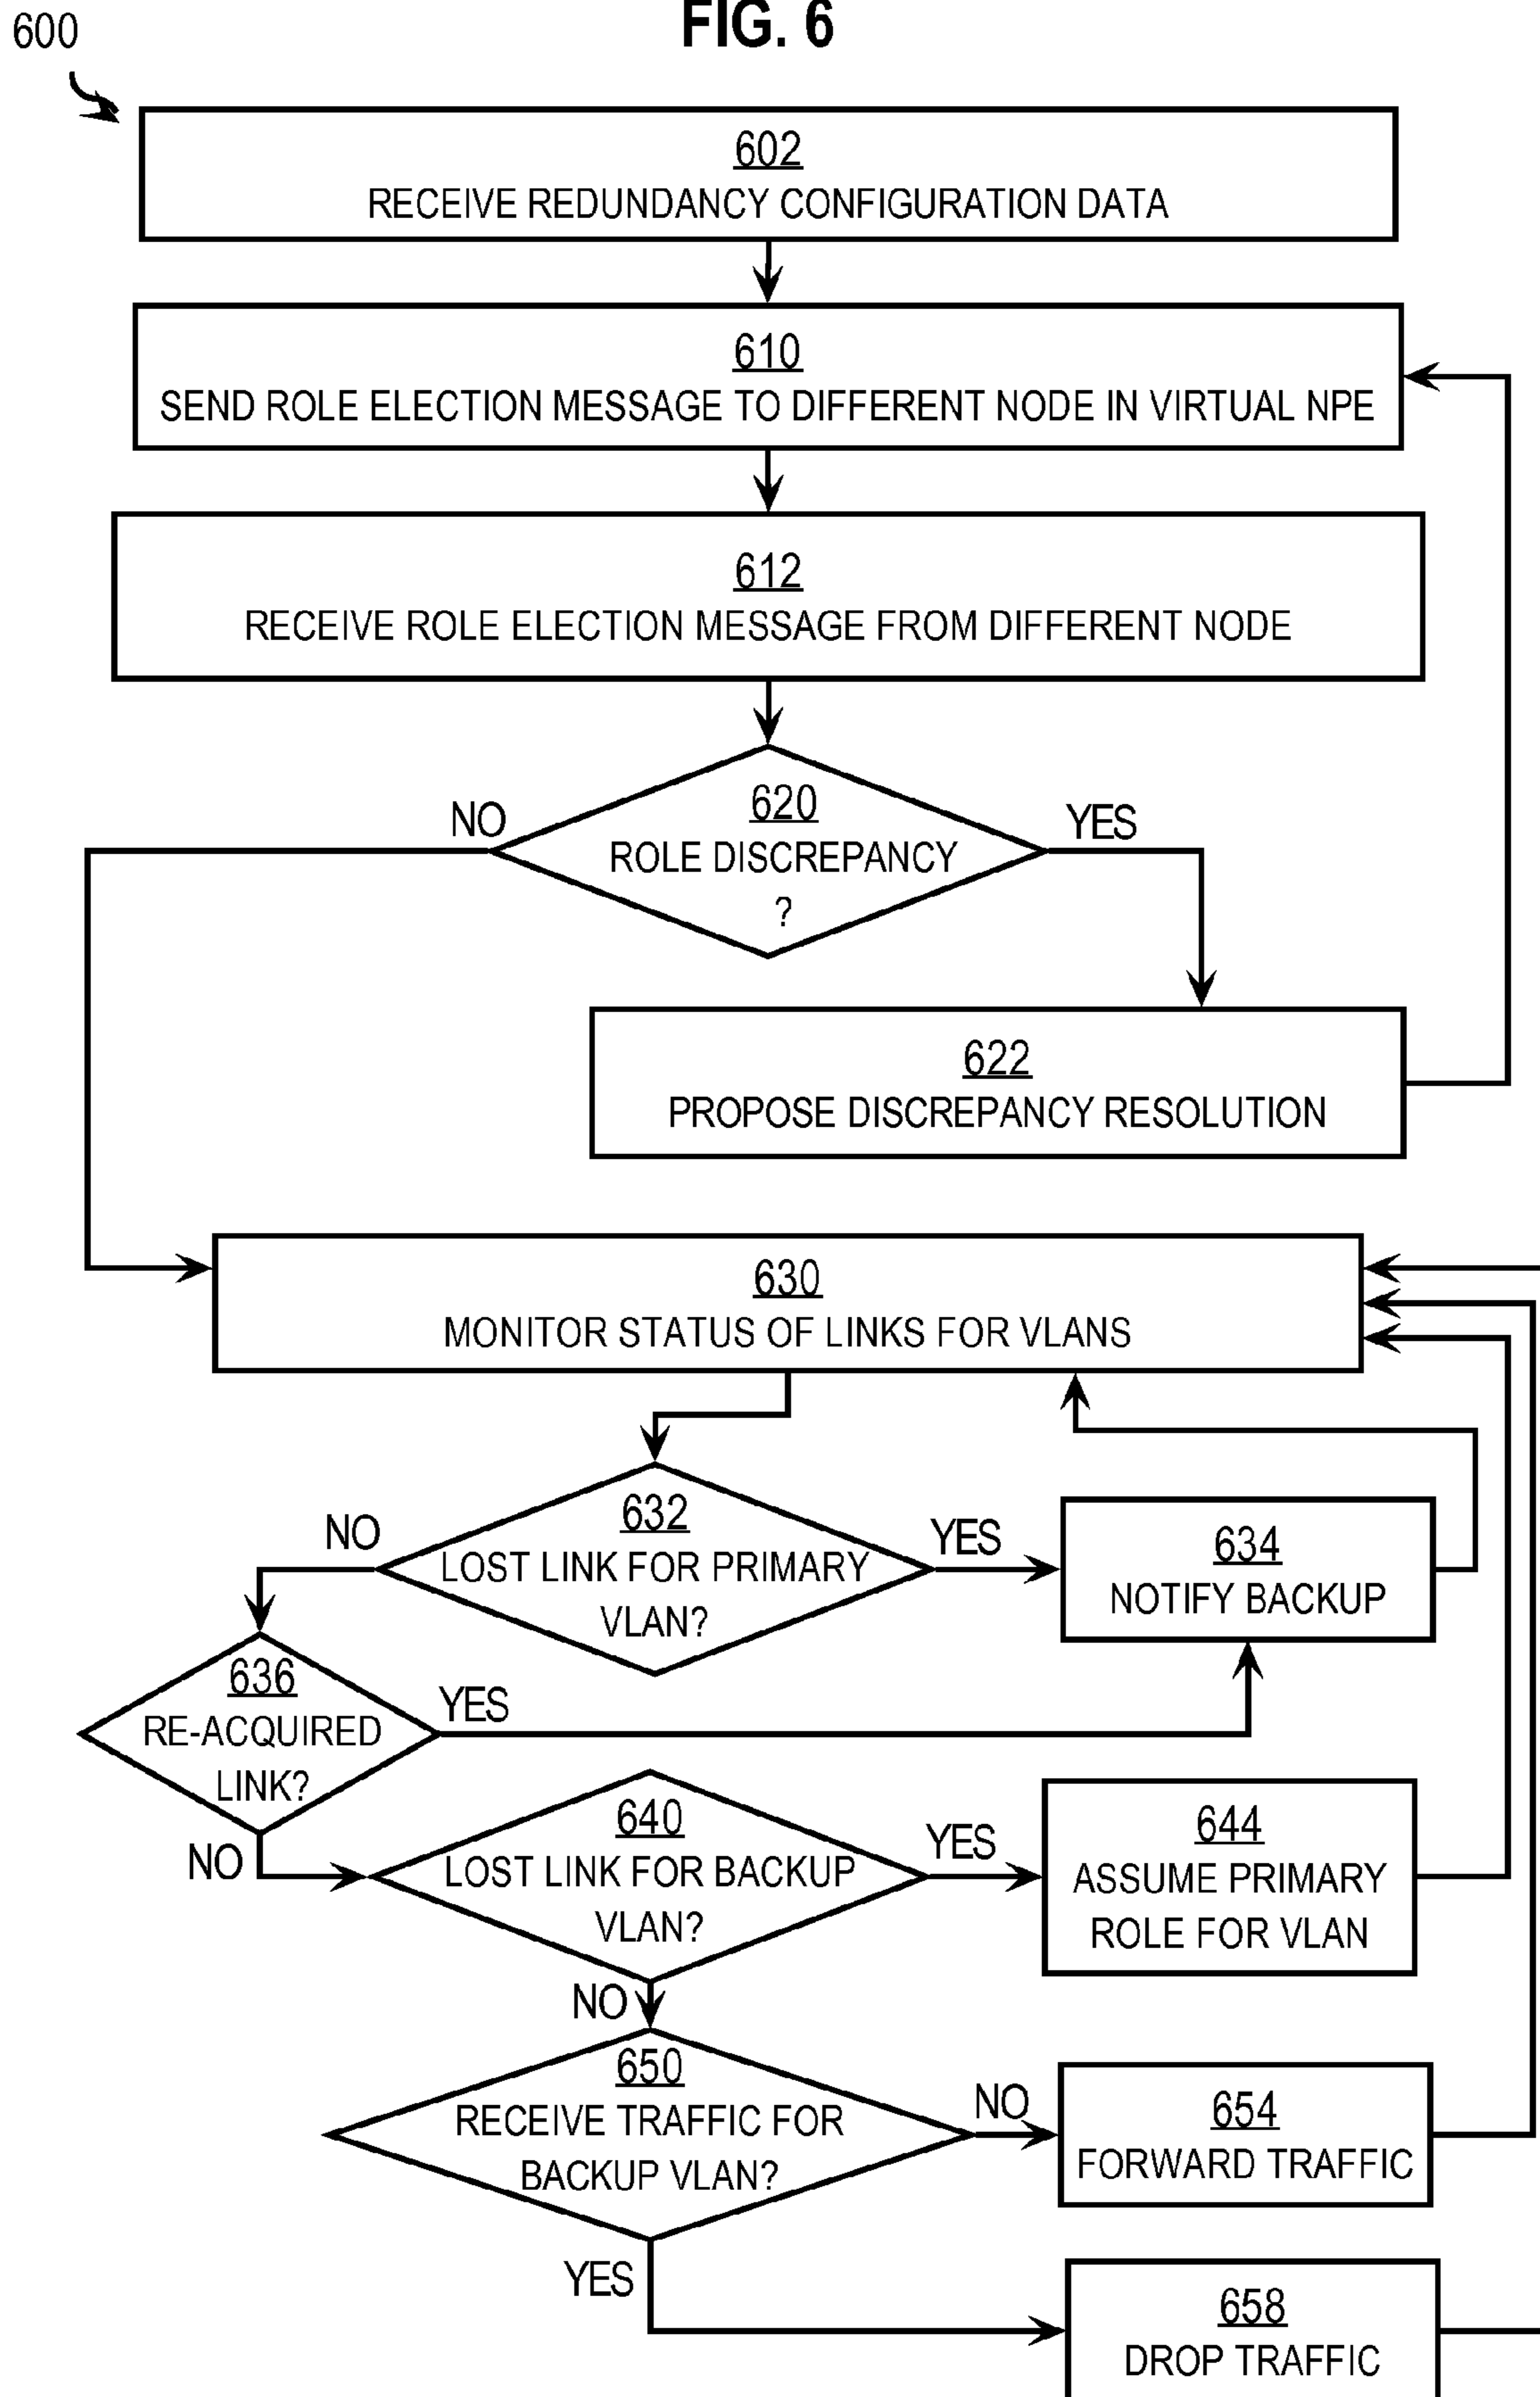 FIG. 6
600
602
RECEIVE REDUNDANCY CONFIGURATION DATA
610
SEND ROLE ELECTION MESSAGE TO DIFFERENT NODE IN VIRTUAL NPE
612
RECEIVE ROLE ELECTION MESSAGE FROM DIFFERENT NODE
NO
620
ROLE DISCREPANCY
?
YES
622
PROPOSE DISCREPANCY RESOLUTION
630
MONITOR STATUS OF LINKS FOR VLANS
NO
632
LOST LINK FOR PRIMARY
VLAN?
YES
634
NOTIFY BACKUP
636
RE-ACQUIRED
LINK?
YES
NO
640
LOST LINK FOR BACKUP
VLAN?
YES
644
ASSUME PRIMARY
ROLE FOR VLAN
NO
650
RECEIVE TRAFFIC FOR
BACKUP VLAN?
NO
654
FORWARD TRAFFIC
YES
658
DROP TRAFFIC